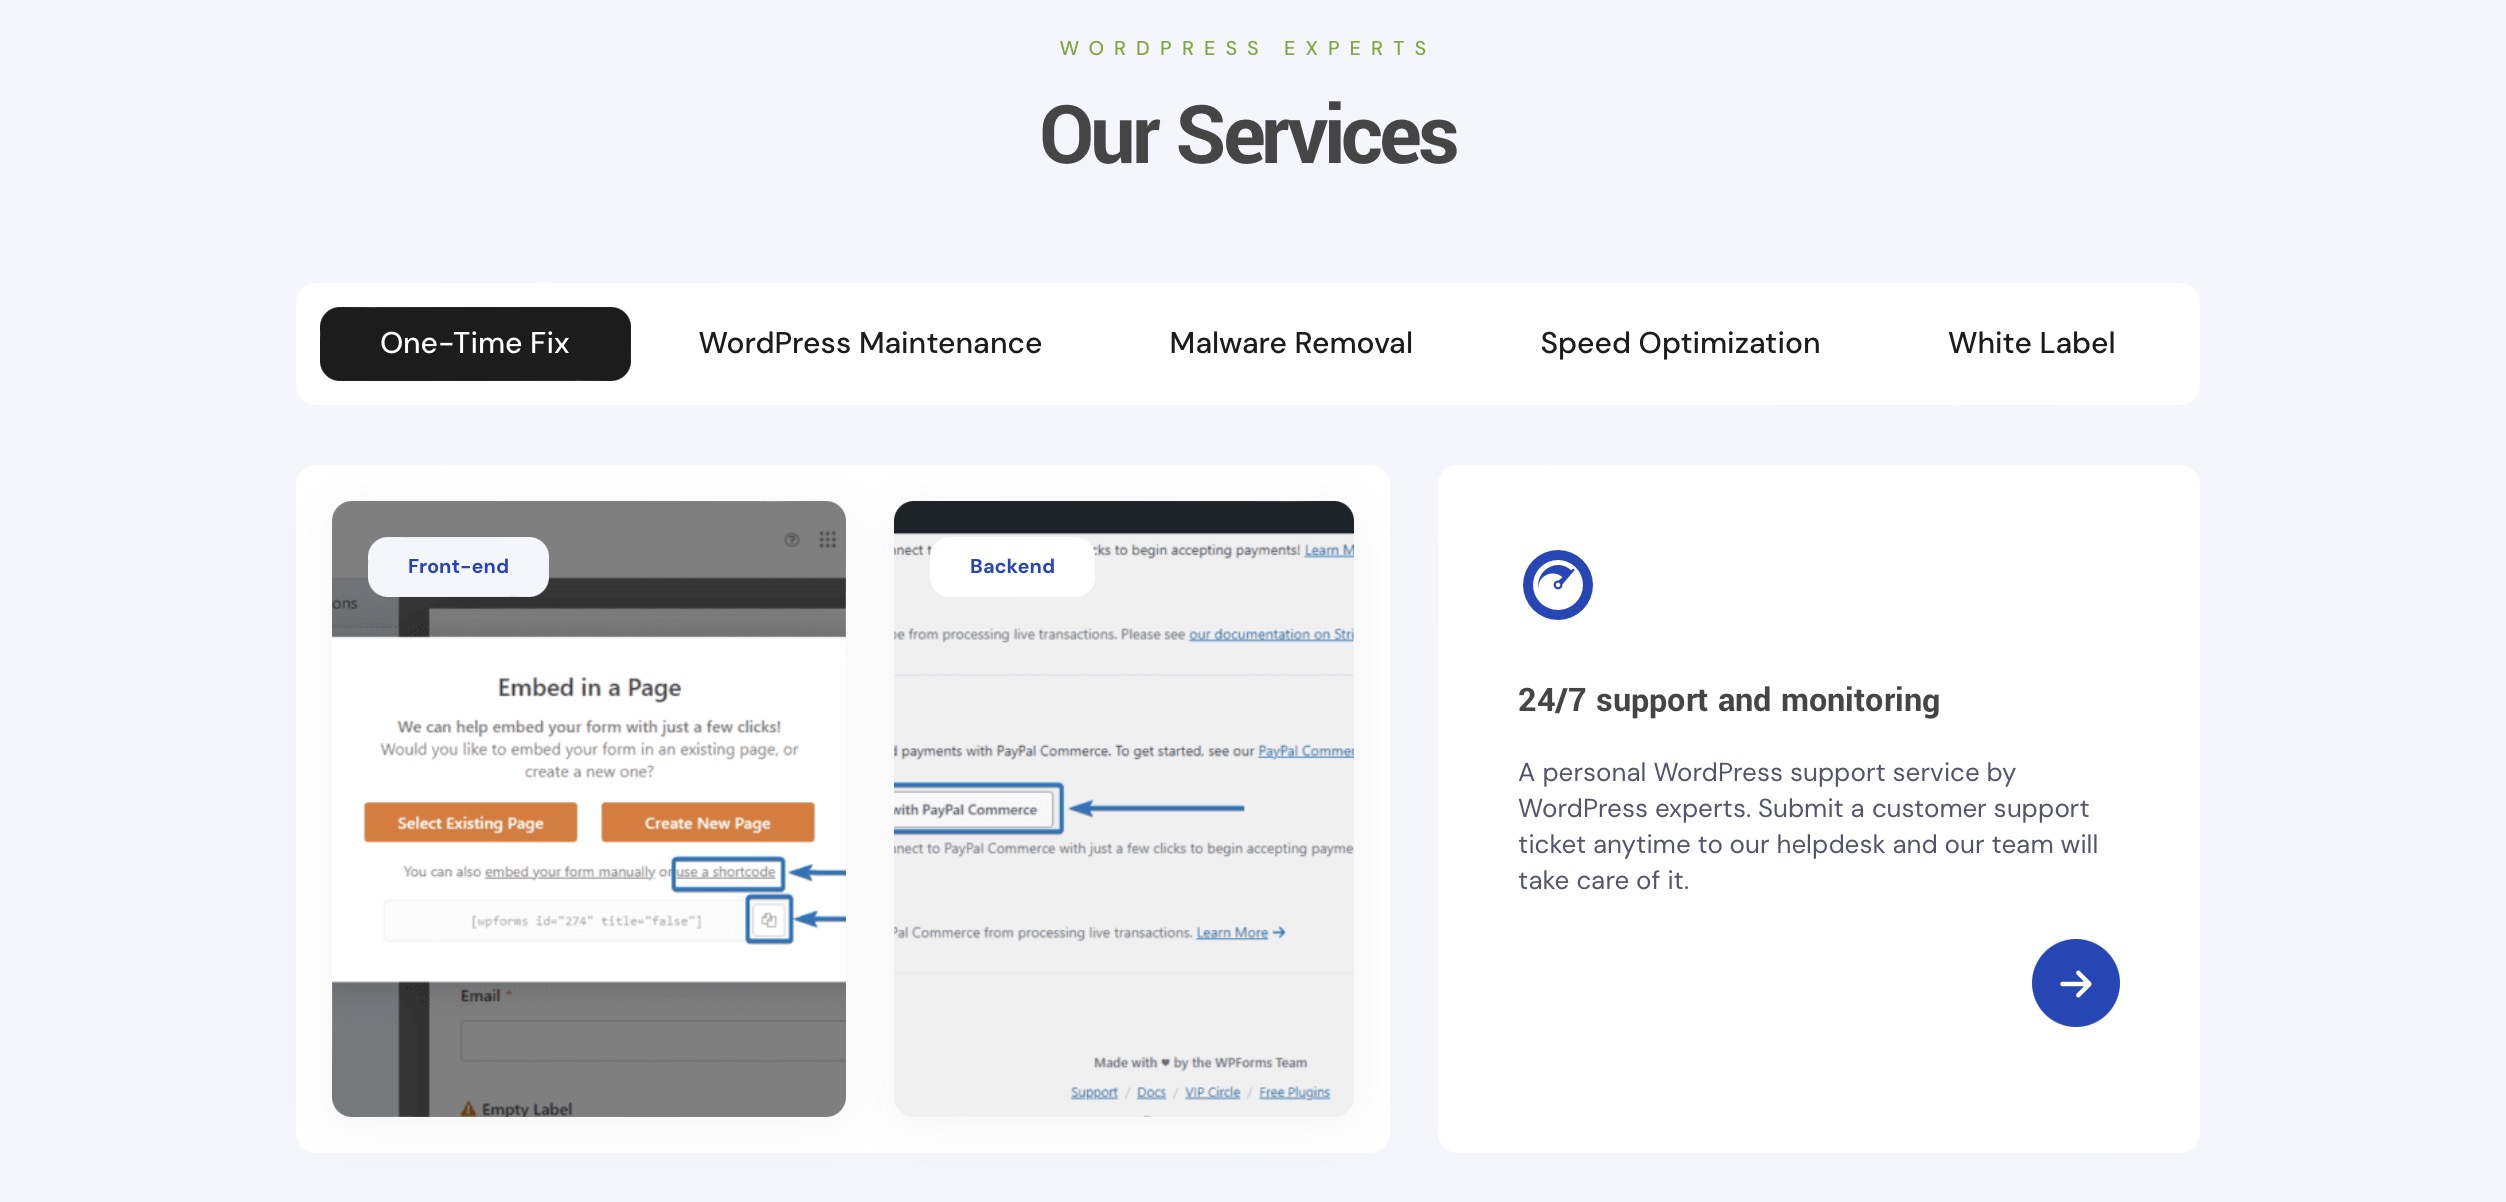 WORDPRESS EXPERTS
Our Services
One-Time Fix
WordPress Maintenance
Malware Removal
Speed Optimization
White Label
Front-end
ons
Embed in a Page
We can help embed your form with just a few clicks!
Would you like to embed your form in an existing page, or
create a new one?
Select Existing Page
Create New Page
You can also embed your form manually or use a shortcode
[wpforms id="274" title="false"]
Email *
Empty Label
Backend
cks to begin accepting payments! Learn M
from processing live transactions. Please see our documentation on Stri
payments with PayPal Commerce. To get started, see our PayPal Commer
with PayPal Commerce
nnect to PayPal Commerce with just a few clicks to begin accepting payme
Pal Commerce from processing live transactions. Learn More →
Made with ♥ by the WPForms Team
Support / Docs / VIP Circle / Free Plugins
24/7 support and monitoring
A personal WordPress support service by
WordPress experts. Submit a customer support
ticket anytime to our helpdesk and our team will
take care of it.